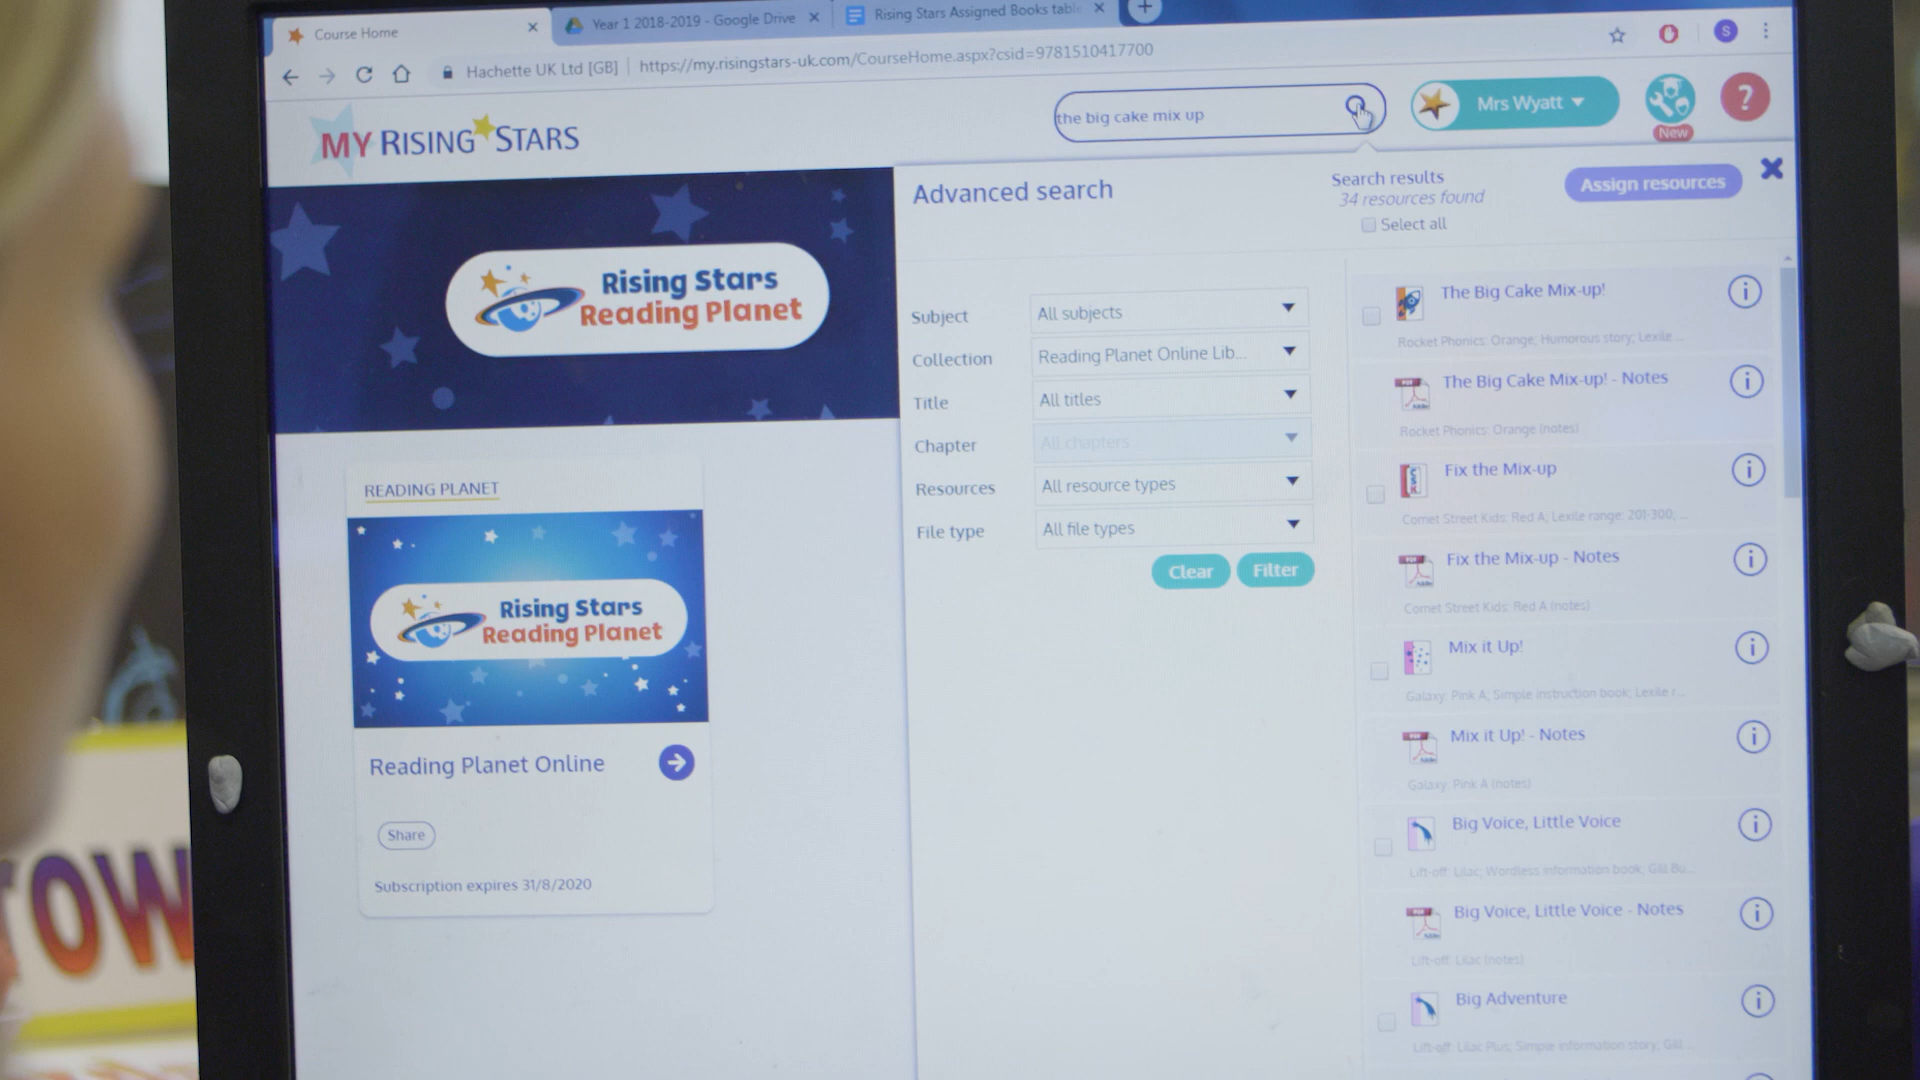 Course Home
Year 1 2018-2019 - Google Drive
Rising Stars Assigned Books tabl
Hachette UK Ltd [GB]
https://my.risingstars-uk.com/CourseHome.aspx?csid=9781510417700
S
MY RISING STARS
the big cake mix up
Mrs Wyatt
New
?
Advanced search
Search results
34 resources found
Select all
Assign resources
Rising Stars
Reading Planet
Subject
All subjects
Collection
Reading Planet Online Lib...
Title
All titles
Chapter
All chapters
Resources
All resource types
File type
All file types
Clear
Filter
The Big Cake Mix-up!
Rocket Phonics: Orange; Humorous story; Lexile ...
The Big Cake Mix-up! - Notes
Rocket Phonics: Orange (notes)
Fix the Mix-up
Comet Street Kids: Red A; Lexile range: 201-300; ...
Fix the Mix-up - Notes
Comet Street Kids: Red A (notes)
Mix it Up!
Galaxy: Pink A; Simple instruction book; Lexile r...
Mix it Up! - Notes
Galaxy: Pink A (notes)
Big Voice, Little Voice
Lift-off: Lilac; Wordless information book; Gill Bu...
Big Voice, Little Voice - Notes
Lift-off: Lilac (notes)
Big Adventure
Lift-off: Lilac Plus; Simple information story; Gill ...
READING PLANET
Rising Stars
Reading Planet
Reading Planet Online
Share
Subscription expires 31/8/2020
OW